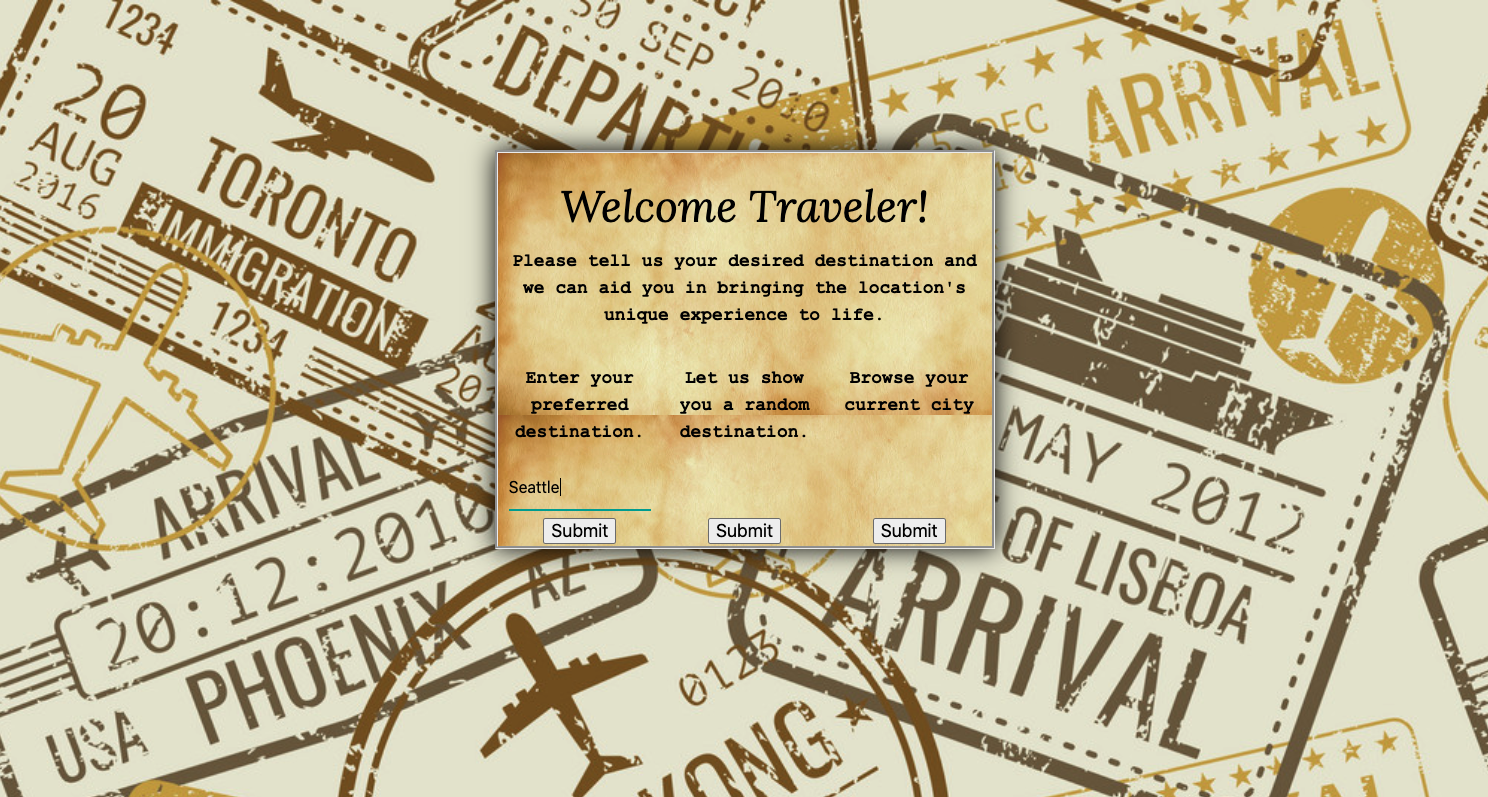 1234
20
AUG
2016
TORONTO
IMMIGRATION
1234
30 SEP 2010
ARRIVAL
Welcome Traveler!
Please tell us your desired destination and
we can aid you in bringing the location's
unique experience to life.
Enter your
preferred
destination.
Let us show
you a random
destination.
Browse your
current city
Seattle
Submit
Submit
Submit
ARRIVAL
20:12:2010
PHOENIX
AZ
USA
MAY 2012
OF LISBOA
ARRIVAL
0123
KONG